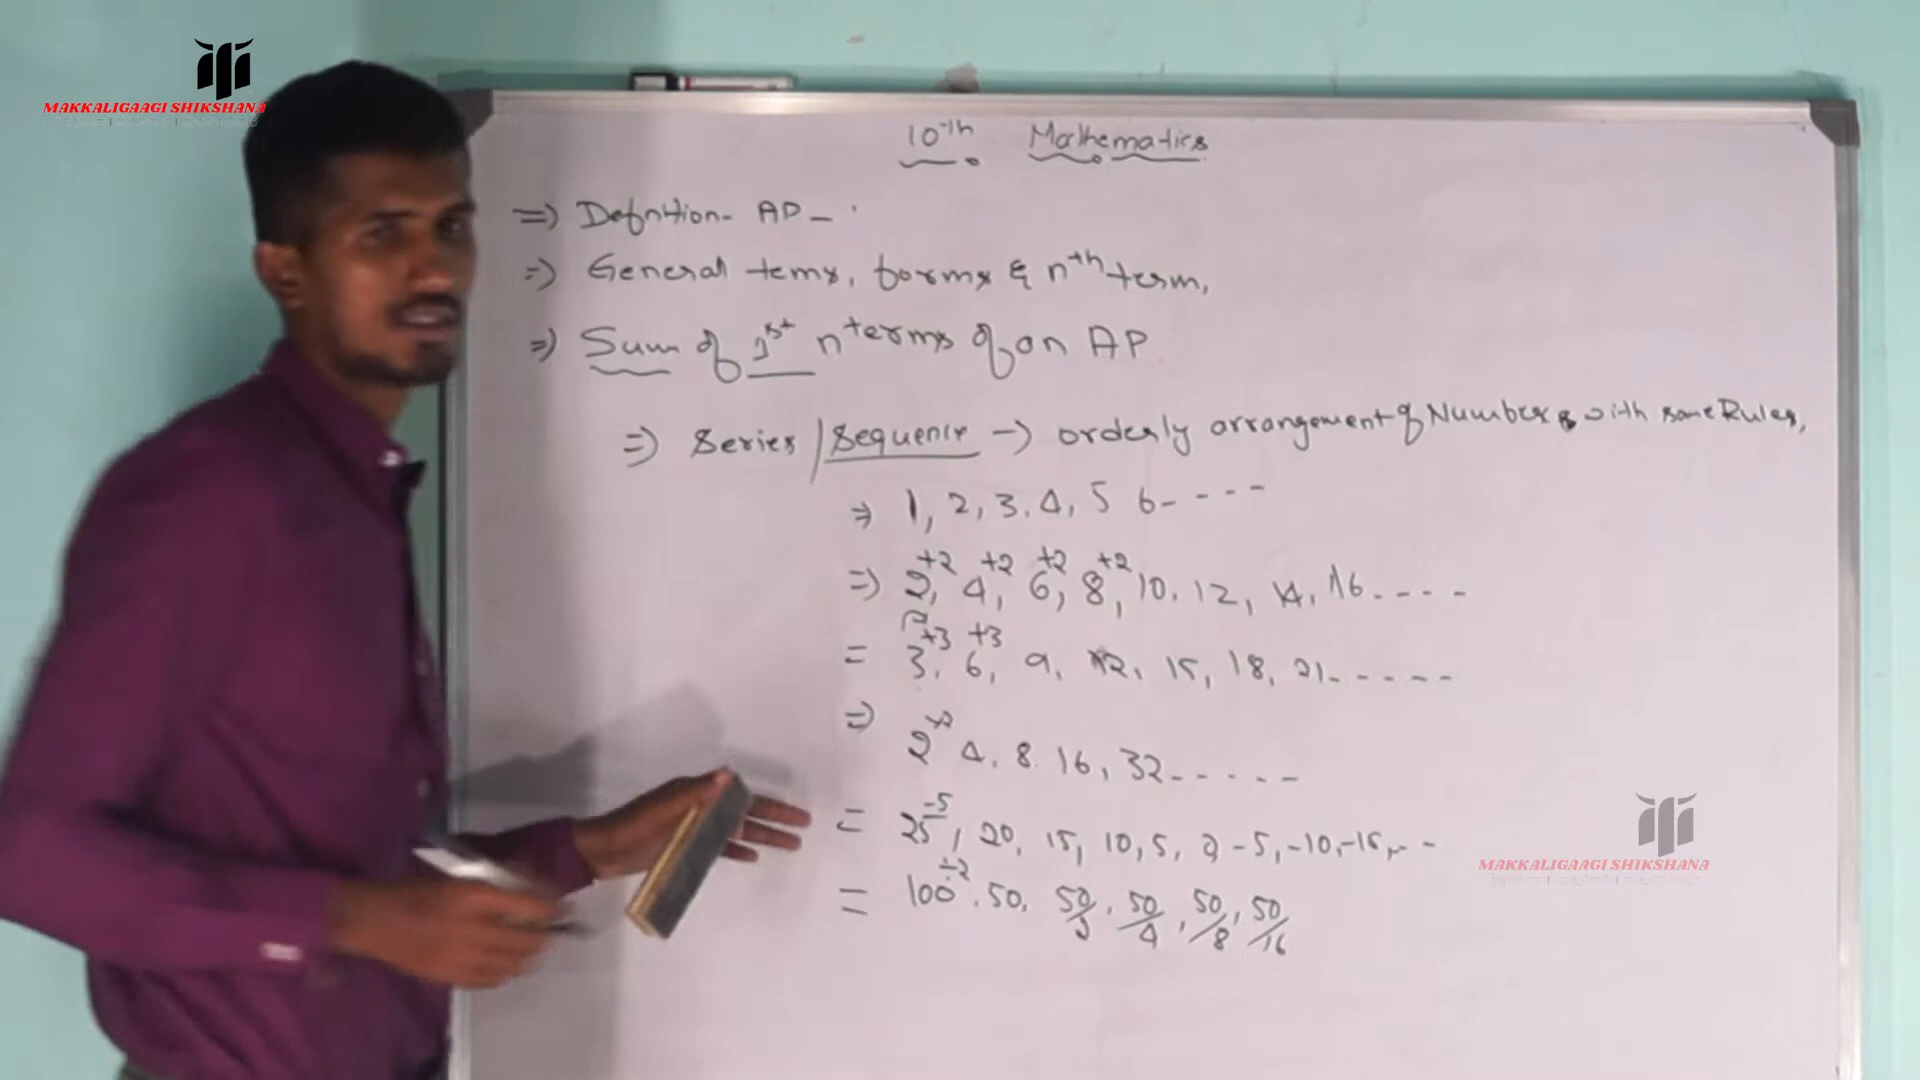 MAKKALIGAAGI SHIKSHANA
10th Mathematics
=) Defnition- AP -
=) General tems, forms & nth term,
=) Sum of 1st n terms of an AP
=) Series / Sequence -> orderly arrangement of Numbers with some Rules,
=> 1, 2, 3. 4, 5 6- - - -
+2 +2 +2 +2
=) 2, 4, 6, 8, 10. 12, 14, 16 - - - -
+3 +3
= 3, 6, 9, 12, 15, 18, 21 - - - - -
=) 2 4, 8 16, 32 - - - - -
-5
= 25, 20, 15, 10, 5, 0 -5, -10, -15, - -
÷2
= 100, 50, 50/2, 50/4, 50/8, 50/16
MAKKALIGAAGI SHIKSHANA